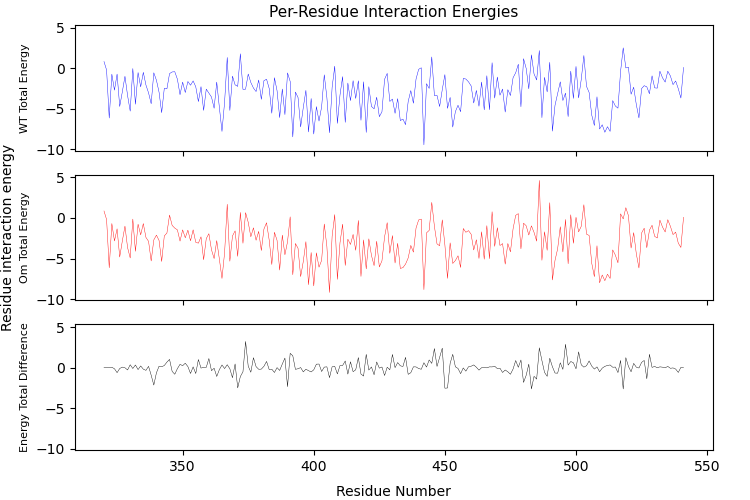 Per-Residue Interaction Energies
Residue interaction energy
WT Total Energy
5
0
−5
−10
Om Total Energy
5
0
−5
−10
Energy Total Difference
5
0
−5
−10
350
400
450
500
550
Residue Number